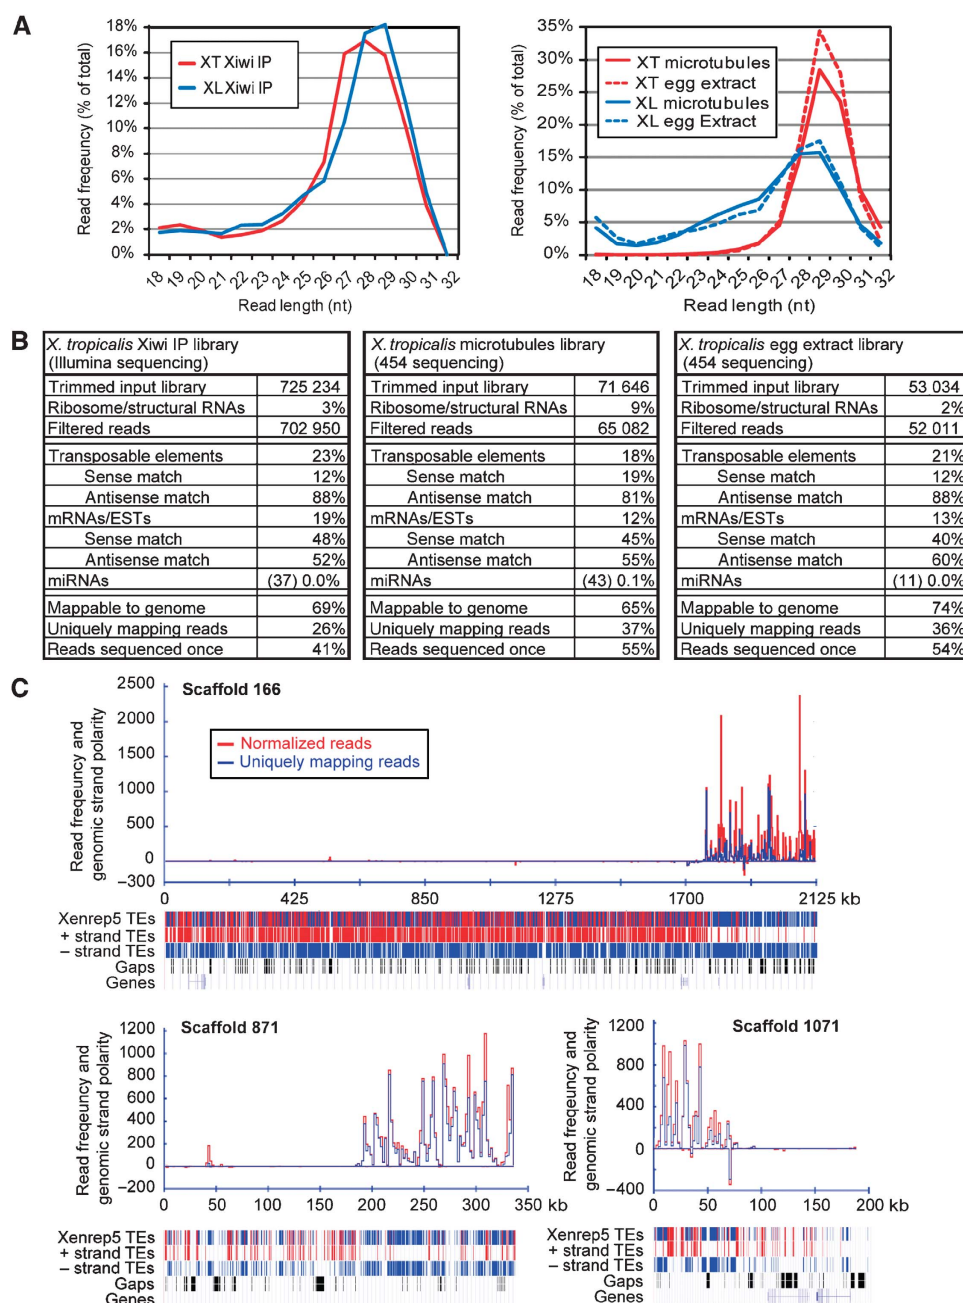 A
Read freqeuncy (% of total)
18%
16%
14%
12%
10%
8%
6%
4%
2%
0%
XT Xiwi IP
XL Xiwi IP
18 19 20 21 22 23 24 25 26 27 28 29 30 31 32
Read length (nt)
Read frequency (% of total)
35%
30%
25%
20%
15%
10%
5%
0%
XT microtubules
XT egg extract
XL microtubules
XL egg Extract
18 19 20 21 22 23 24 25 26 27 28 29 30 31 32
Read length (nt)
B
X. tropicalis Xiwi IP library
(Illumina sequencing)
Trimmed input library 725 234
Ribosome/structural RNAs 3%
Filtered reads 702 950
Transposable elements 23%
Sense match 12%
Antisense match 88%
mRNAs/ESTs 19%
Sense match 48%
Antisense match 52%
miRNAs (37) 0.0%
Mappable to genome 69%
Uniquely mapping reads 26%
Reads sequenced once 41%
X. tropicalis microtubules library
(454 sequencing)
Trimmed input library 71 646
Ribosome/structural RNAs 9%
Filtered reads 65 082
Transposable elements 18%
Sense match 19%
Antisense match 81%
mRNAs/ESTs 12%
Sense match 45%
Antisense match 55%
miRNAs (43) 0.1%
Mappable to genome 65%
Uniquely mapping reads 37%
Reads sequenced once 55%
X. tropicalis egg extract library
(454 sequencing)
Trimmed input library 53 034
Ribosome/structural RNAs 2%
Filtered reads 52 011
Transposable elements 21%
Sense match 12%
Antisense match 88%
mRNAs/ESTs 13%
Sense match 40%
Antisense match 60%
miRNAs (11) 0.0%
Mappable to genome 74%
Uniquely mapping reads 36%
Reads sequenced once 54%
C
Scaffold 166
Read freqeuncy and
genomic strand polarity
2500
2000
1500
1000
500
0
−300
Normalized reads
Uniquely mapping reads
0 425 850 1275 1700 2125 kb
Xenrep5 TEs
+ strand TEs
− strand TEs
Gaps
Genes
Scaffold 871
Read freqeuncy and
genomic strand polarity
1200
1000
800
600
400
200
0
−200
0 50 100 150 200 250 300 350 kb
Xenrep5 TEs
+ strand TEs
− strand TEs
Gaps
Genes
Scaffold 1071
Read freqeuncy and
genomic strand polarity
1200
800
400
0
−400
0 50 100 150 200 kb
Xenrep5 TEs
+ strand TEs
− strand TEs
Gaps
Genes